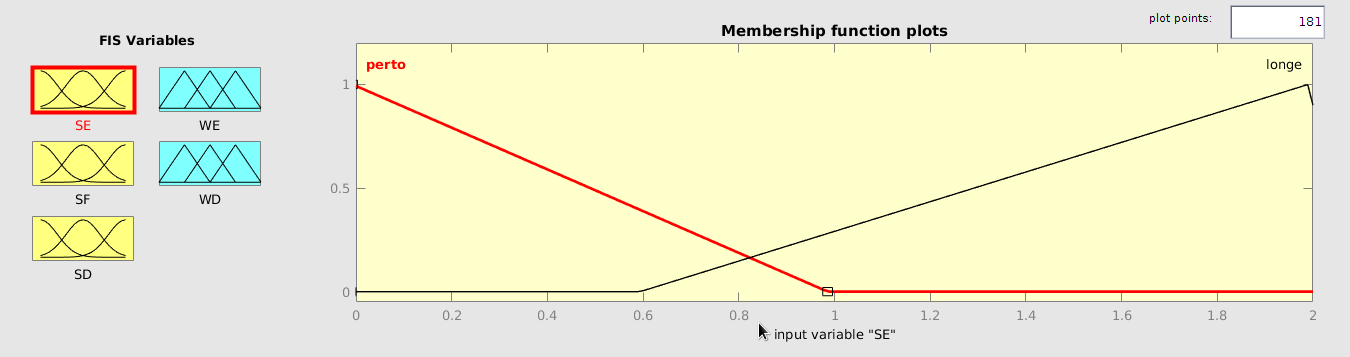 plot points: 181
FIS Variables
Membership function plots
SE
WE
SF
WD
SD
perto
longe
1
0.5
0
0 0.2 0.4 0.6 0.8 1 1.2 1.4 1.6 1.8 2
input variable "SE"